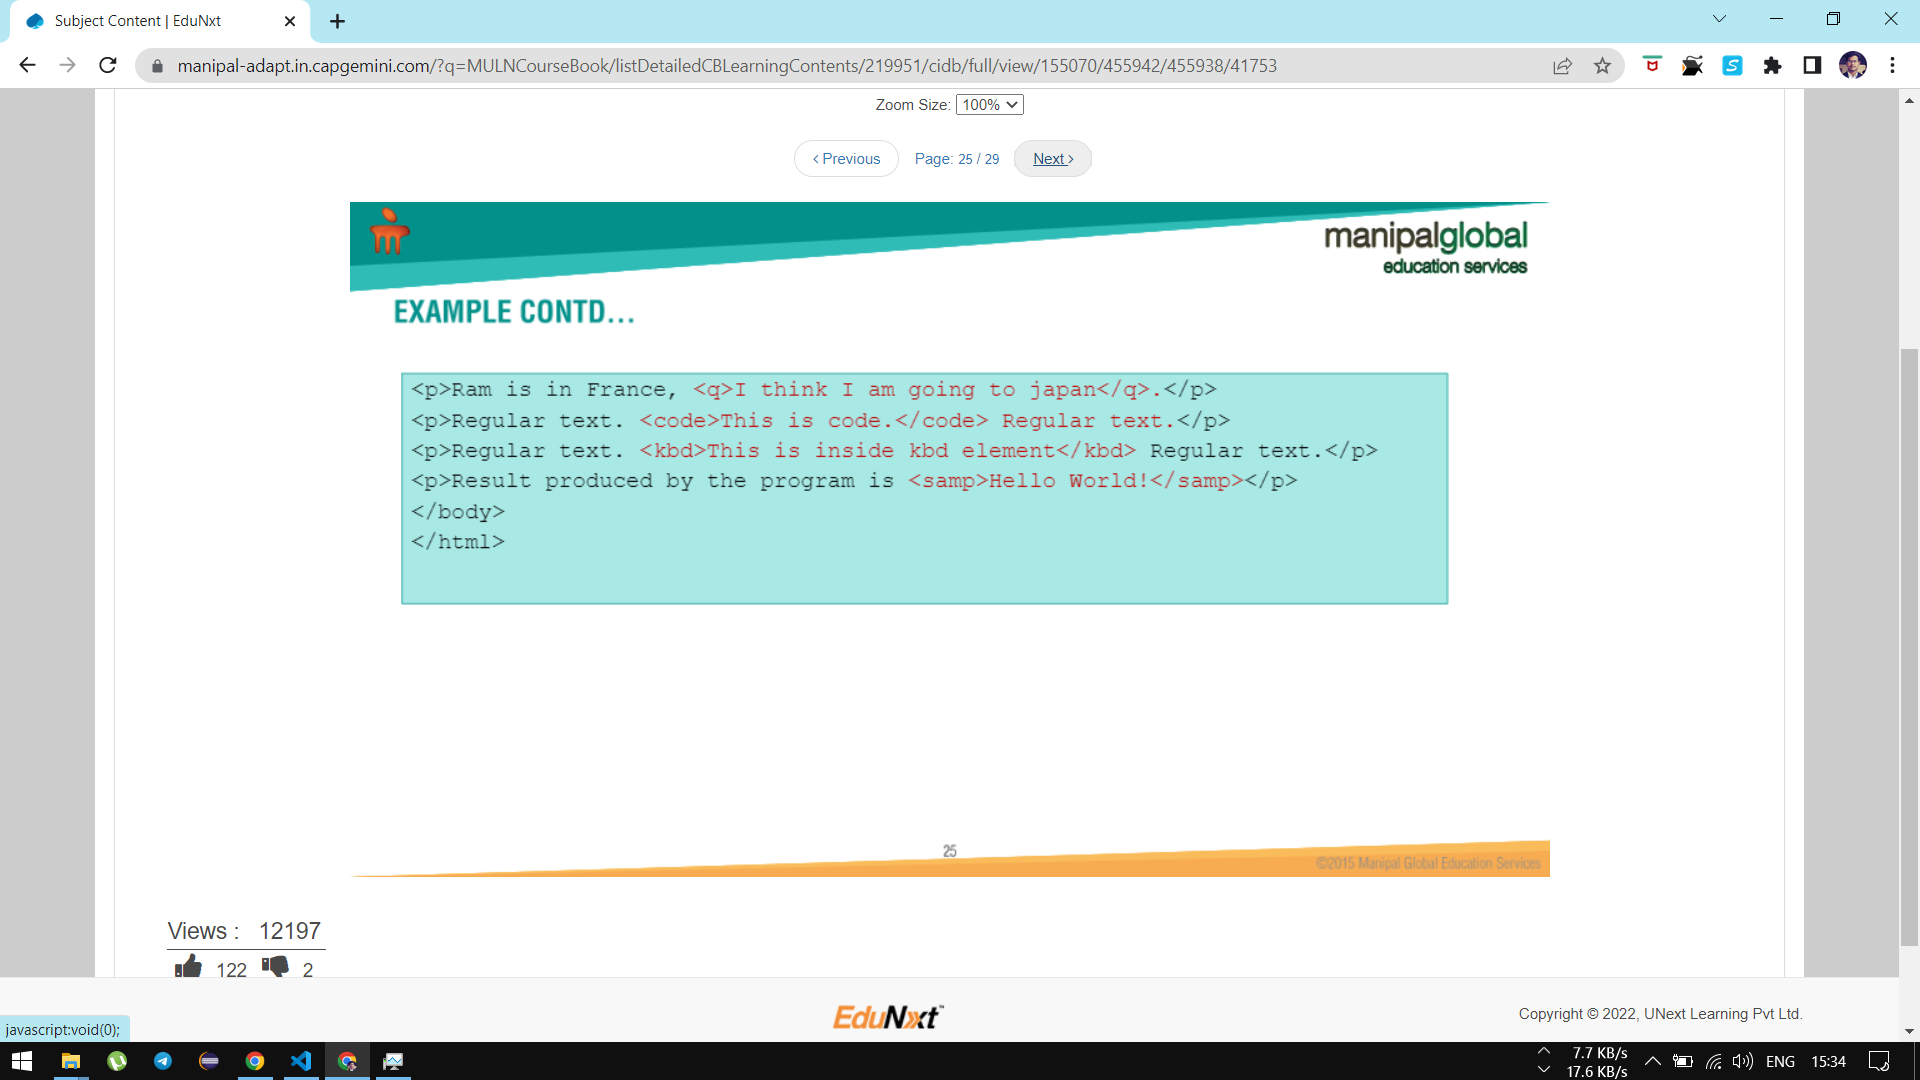 Subject Content | EduNxt
manipal-adapt.in.capgemini.com/?q=MULNCourseBook/listDetailedCBLearningContents/219951/cidb/full/view/155070/455942/455938/41753
Zoom Size: 100%
‹ Previous Page: 25 / 29 Next ›
manipalglobal
education services
EXAMPLE CONTD...
<p>Ram is in France, <q>I think I am going to japan</q>.</p>
<p>Regular text. <code>This is code.</code> Regular text.</p>
<p>Regular text. <kbd>This is inside kbd element</kbd> Regular text.</p>
<p>Result produced by the program is <samp>Hello World!</samp></p>
</body>
</html>
25
©2015 Manipal Global Education Services
Views : 12197
122 2
EduNxt™
Copyright © 2022, UNext Learning Pvt Ltd.
javascript:void(0);
7.7 KB/s
17.6 KB/s
ENG 15:34